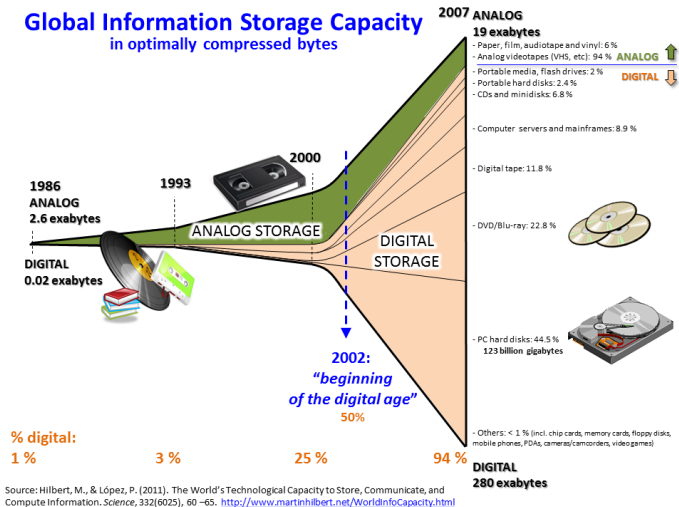 Global Information Storage Capacity
in optimally compressed bytes
2007 ANALOG
19 exabytes
- Paper, film, audiotape and vinyl: 6 %
- Analog videotapes (VHS, etc): 94 %
ANALOG
- Portable media, flash drives: 2 %
DIGITAL
- Portable hard disks: 2.4 %
- CDs and minidisks: 6.8 %
- Computer servers and mainframes: 8.9 %
- Digital tape: 11.8 %
- DVD/Blu-ray: 22.8 %
- PC hard disks: 44.5 %
123 billion gigabytes
- Others: < 1 % (incl. chip cards, memory cards, floppy disks,
mobile phones, PDAs, cameras/camcorders, video games)
DIGITAL
280 exabytes
1986
ANALOG
2.6 exabytes
DIGITAL
0.02 exabytes
1993
2000
ANALOG STORAGE
DIGITAL
STORAGE
2002:
“beginning
of the digital age”
50%
% digital:
1 %
3 %
25 %
94 %
Source: Hilbert, M., & López, P. (2011). The World’s Technological Capacity to Store, Communicate, and
Compute Information. Science, 332(6025), 60 –65. http://www.martinhilbert.net/WorldInfoCapacity.html